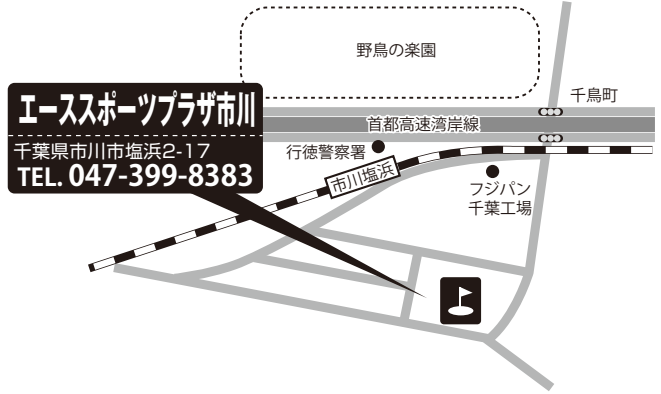 野鳥の楽園
千鳥町
エーススポーツプラザ市川
首都高速湾岸線
千葉県市川市塩浜2-17
行徳警察署
TEL. 047-399-8383
市川塩浜
フジパン
千葉工場